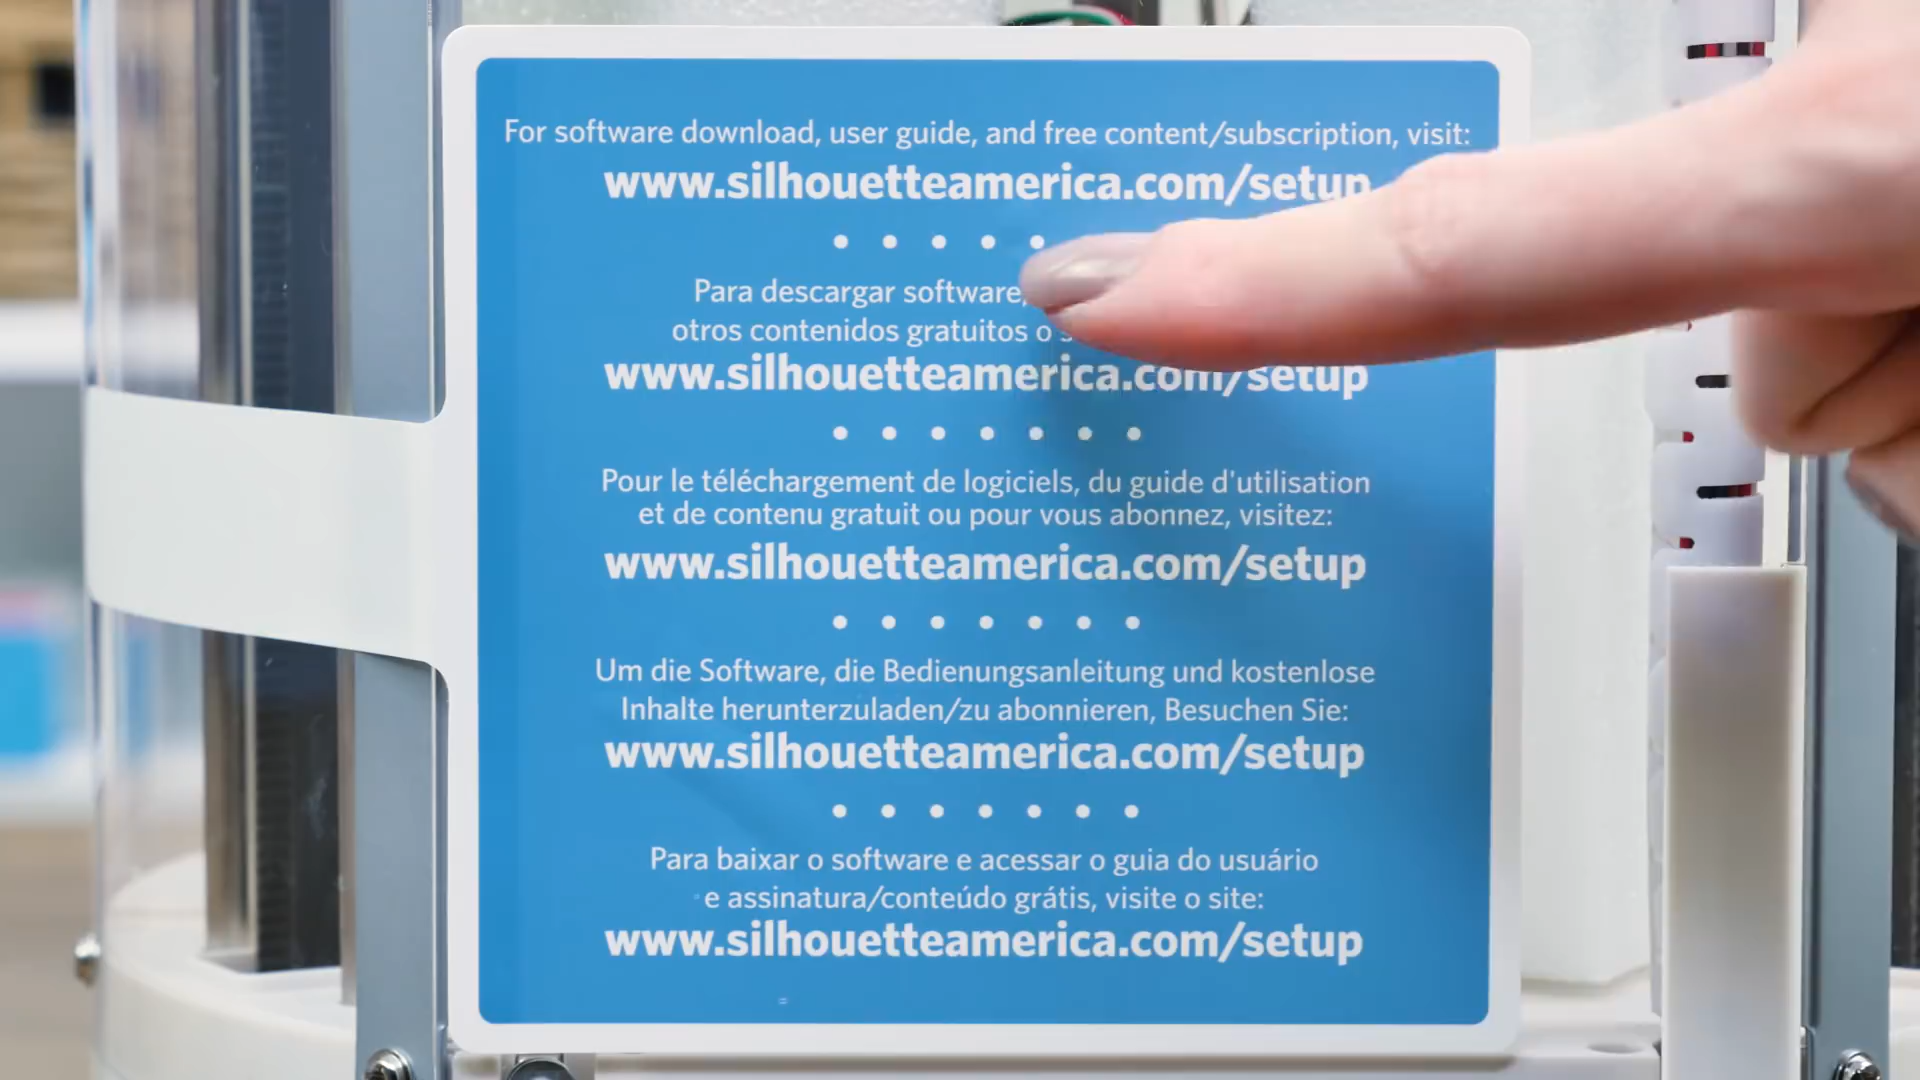 For software download, user guide, and free content/subscription, visit:
www.silhouetteamerica.com/setup
Para descargar software,
otros contenidos gratuitos o
www.silhouetteamerica.com/setup
Pour le téléchargement de logiciels, du guide d'utilisation
et de contenu gratuit ou pour vous abonnez, visitez:
www.silhouetteamerica.com/setup
Um die Software, die Bedienungsanleitung und kostenlose
Inhalte herunterzuladen/zu abonnieren, Besuchen Sie:
www.silhouetteamerica.com/setup
Para baixar o software e acessar o guia do usuário
e assinatura/conteúdo grátis, visite o site:
www.silhouetteamerica.com/setup